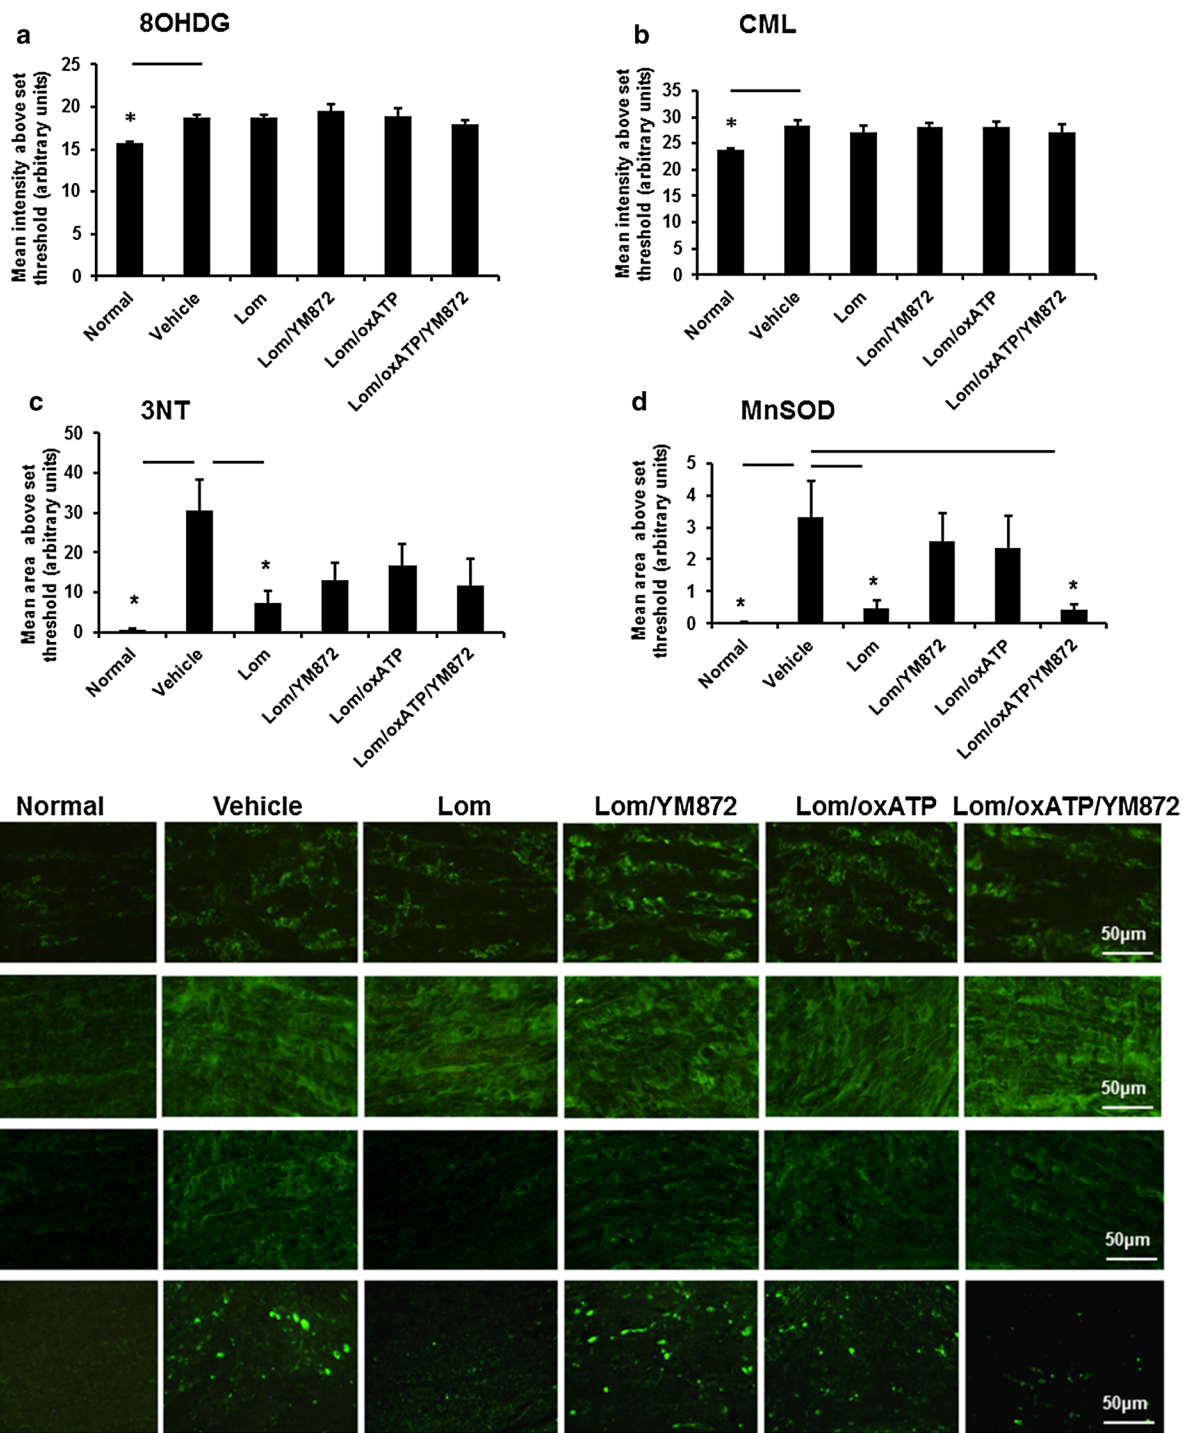 a
8OHDG
Mean intensity above set
threshold (arbitrary units)
25
20
15
10
5
0
*
Normal
Vehicle
Lom
Lom/YM872
Lom/oxATP
Lom/oxATP/YM872
b
CML
Mean intensity above set
threshold (arbitrary units)
35
30
25
20
15
10
5
0
*
Normal
Vehicle
Lom
Lom/YM872
Lom/oxATP
Lom/oxATP/YM872
c
3NT
Mean area above set
threshold (arbitrary units)
50
40
30
20
10
0
*
*
Normal
Vehicle
Lom
Lom/YM872
Lom/oxATP
Lom/oxATP/YM872
d
MnSOD
Mean area above set
threshold (arbitrary units)
5
4
3
2
1
0
*
*
*
Normal
Vehicle
Lom
Lom/YM872
Lom/oxATP
Lom/oxATP/YM872
Normal Vehicle Lom Lom/YM872 Lom/oxATP Lom/oxATP/YM872
50µm
50µm
50µm
50µm